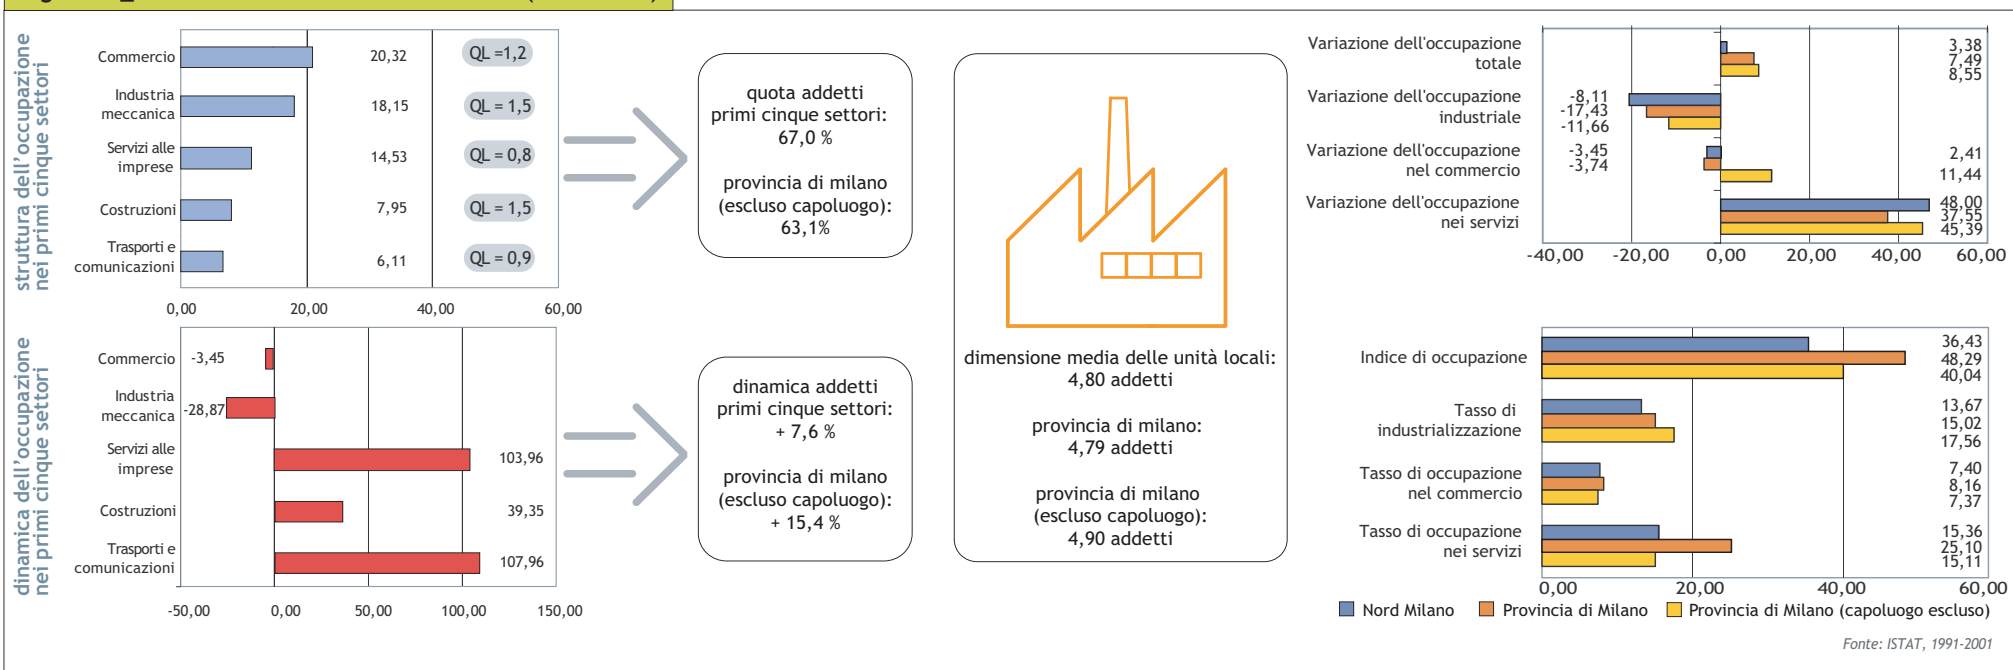 struttura dell'occupazione
nei primi cinque settori
Commercio
20,32
QL =1,2
Industria
meccanica
18,15
QL = 1,5
Servizi alle
imprese
14,53
QL = 0,8
Costruzioni
7,95
QL = 1,5
Trasporti e
comunicazioni
6,11
QL = 0,9
0,00 20,00 40,00 60,00
quota addetti
primi cinque settori:
67,0 %
provincia di milano
(escluso capoluogo):
63,1%
dinamica dell'occupazione
nei primi cinque settori
Commercio
-3,45
Industria
meccanica
-28,87
Servizi alle
imprese
103,96
Costruzioni
39,35
Trasporti e
comunicazioni
107,96
-50,00 0,00 50,00 100,00 150,00
dinamica addetti
primi cinque settori:
+ 7,6 %
provincia di milano
(escluso capoluogo):
+ 15,4 %
dimensione media delle unità locali:
4,80 addetti
provincia di milano:
4,79 addetti
provincia di milano
(escluso capoluogo):
4,90 addetti
Variazione dell'occupazione
totale
3,38
7,49
8,55
Variazione dell'occupazione
industriale
-8,11
-17,43
-11,66
Variazione dell'occupazione
nel commercio
-3,45
-3,74
2,41
11,44
Variazione dell'occupazione
nei servizi
48,00
37,55
45,39
-40,00 -20,00 0,00 20,00 40,00 60,00
Indice di occupazione
36,43
48,29
40,04
Tasso di
industrializzazione
13,67
15,02
17,56
Tasso di occupazione
nel commercio
7,40
8,16
7,37
Tasso di occupazione
nei servizi
15,36
25,10
15,11
0,00 20,00 40,00 60,00
Nord Milano Provincia di Milano Provincia di Milano (capoluogo escluso)
Fonte: ISTAT, 1991-2001